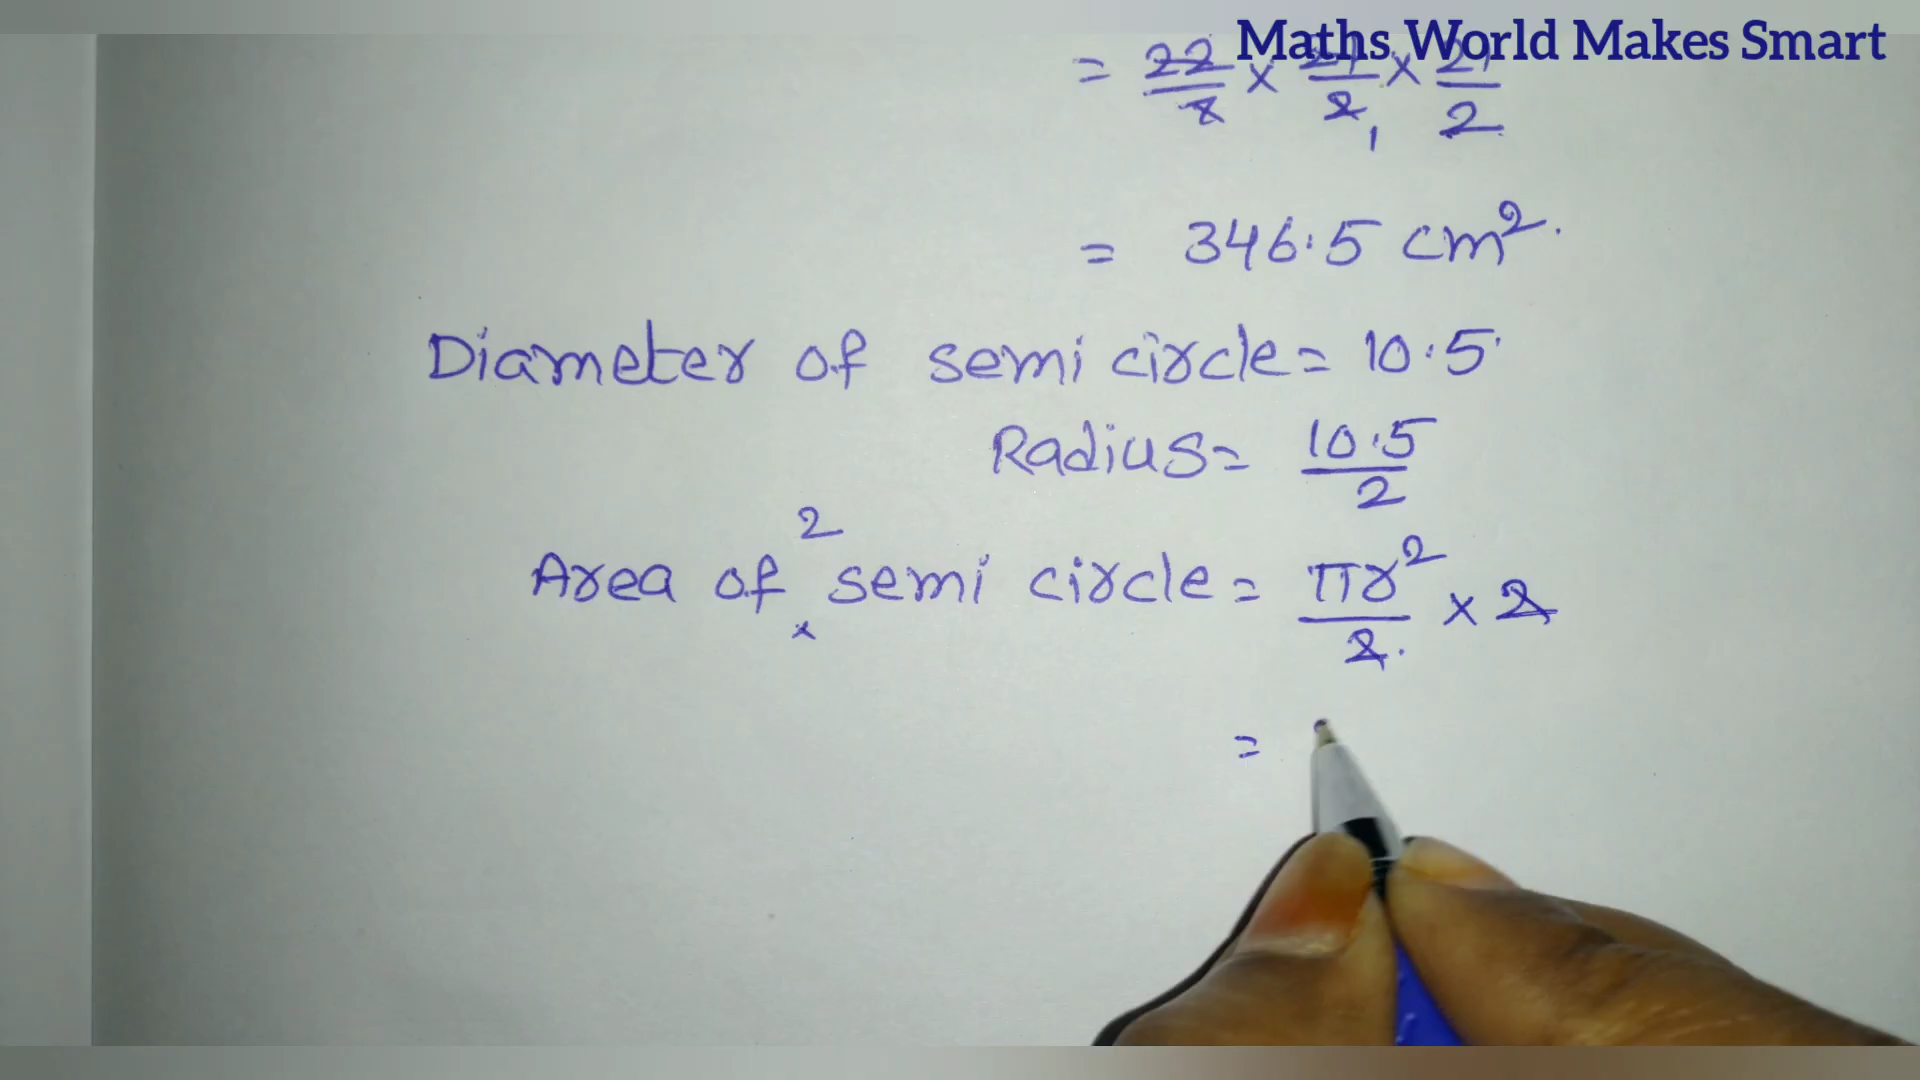 Maths World Makes Smart
= 22/7 × 21/2 × 21/2
1
= 346.5 cm².
Diameter of semi circle = 10.5
Radius = 10.5/2
2
Area of × semi circle = πr²/2 × 2
=